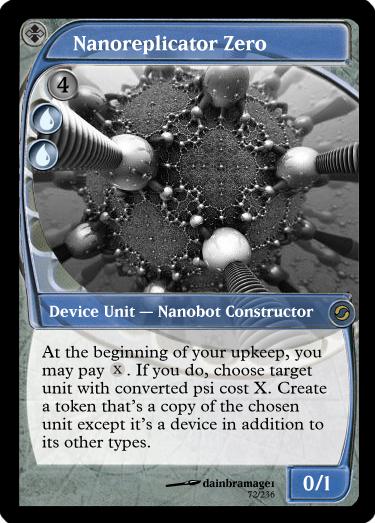 Nanoreplicator Zero
4
Device Unit — Nanobot Constructor
At the beginning of your upkeep, you
may pay X. If you do, choose target
unit with converted psi cost X. Create
a token that's a copy of the chosen
unit except it's a device in addition to
its other types.
dainbramage1
72/236
0/1